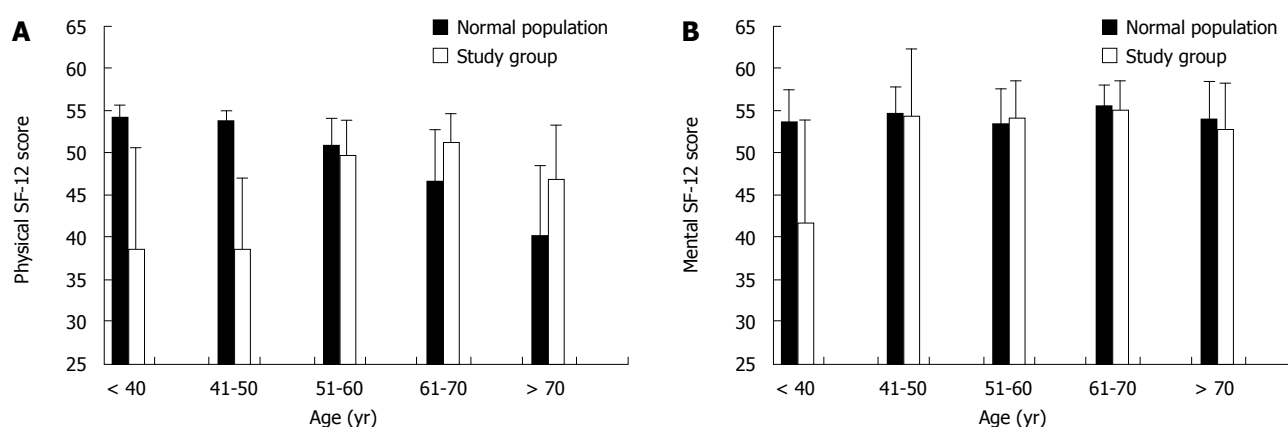 A
Normal population
Study group
Physical SF-12 score
65
60
55
50
45
40
35
30
25
< 40
41-50
51-60
61-70
> 70
Age (yr)
B
Normal population
Study group
Mental SF-12 score
65
60
55
50
45
40
35
30
25
< 40
41-50
51-60
61-70
> 70
Age (yr)